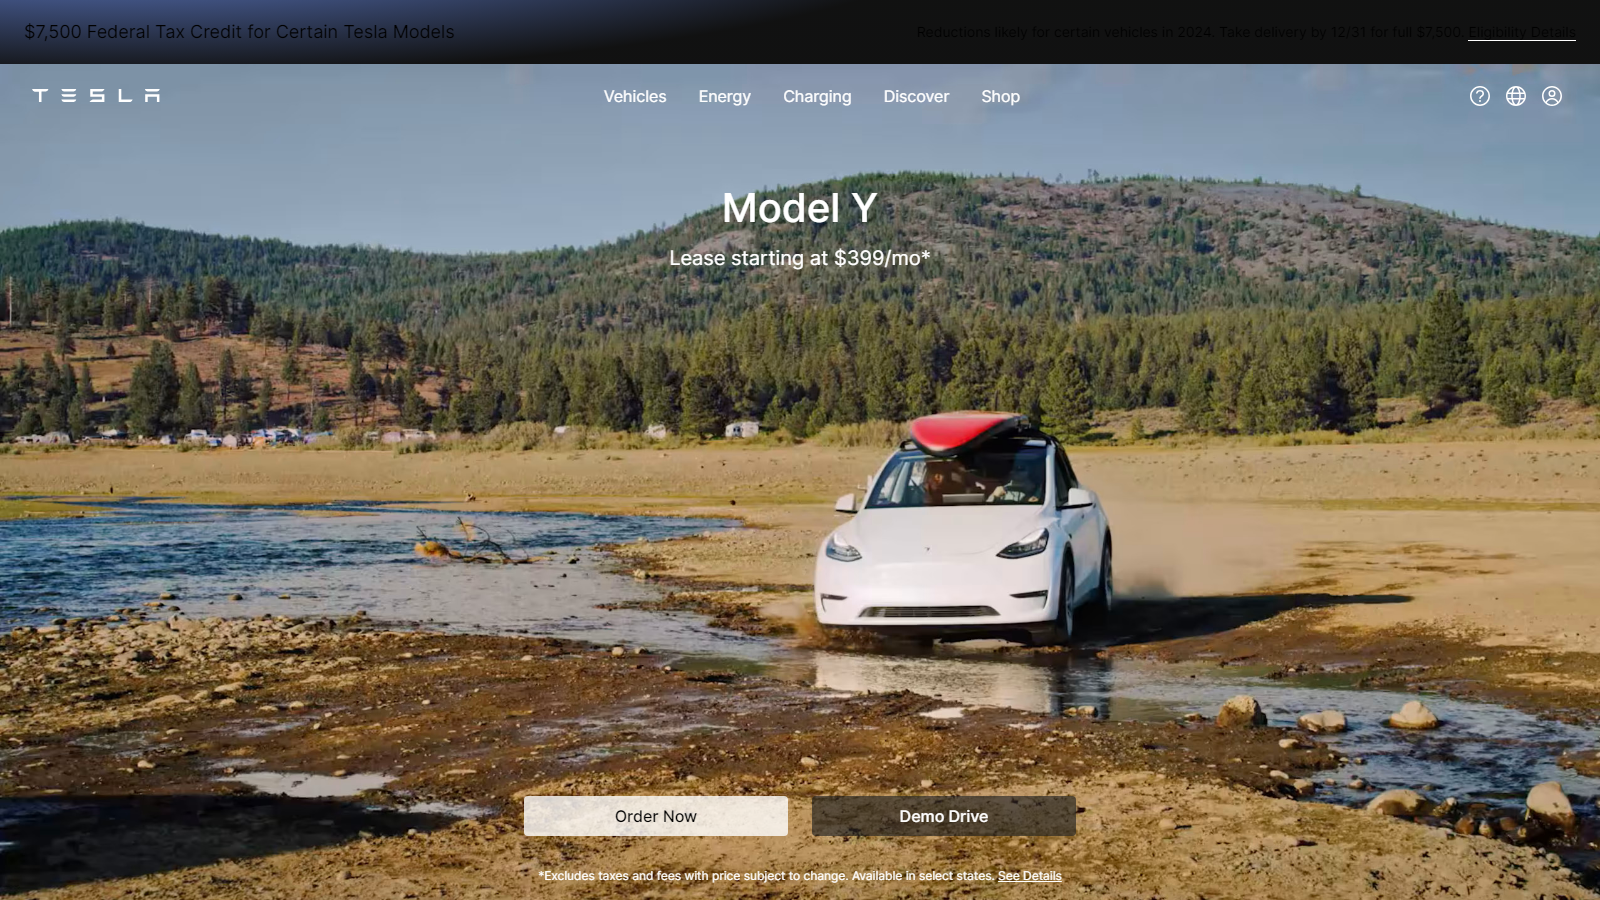 $7,500 Federal Tax Credit for Certain Tesla Models
Reductions likely for certain vehicles in 2024. Take delivery by 12/31 for full $7,500. Eligibility Details
TESLA
Vehicles
Energy
Charging
Discover
Shop
Model Y
Lease starting at $399/mo*
Order Now
Demo Drive
*Excludes taxes and fees with price subject to change. Available in select states. See Details